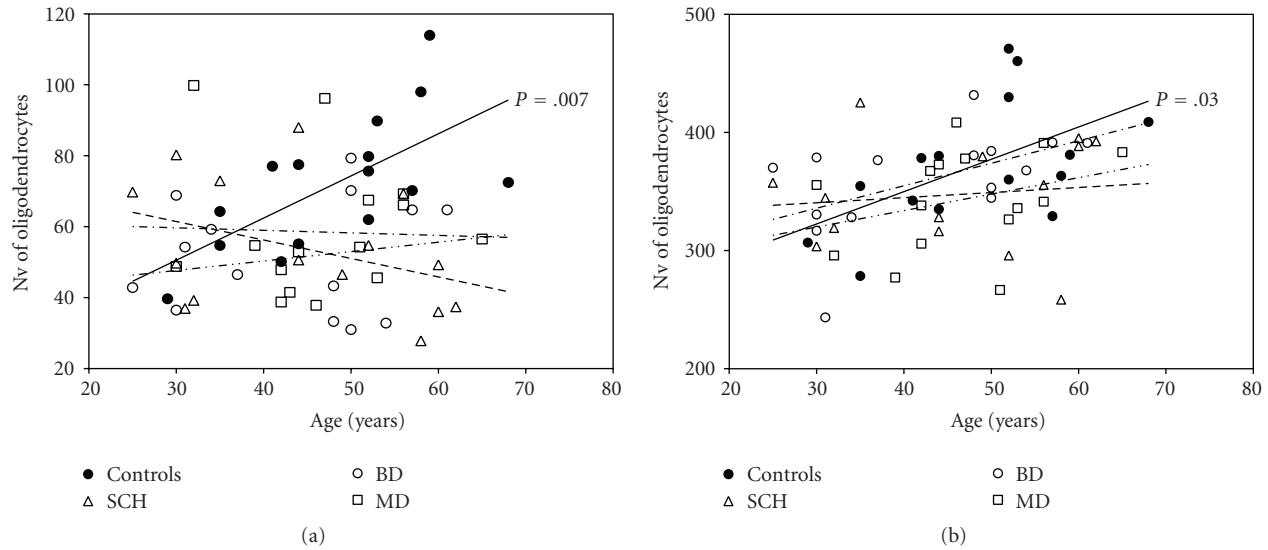 120
100
80
60
40
20
Nv of oligodendrocytes
P = .007
20 30 40 50 60 70 80
Age (years)
Controls BD
SCH MD
(a)
500
400
300
200
Nv of oligodendrocytes
P = .03
20 30 40 50 60 70 80
Age (years)
Controls BD
SCH MD
(b)